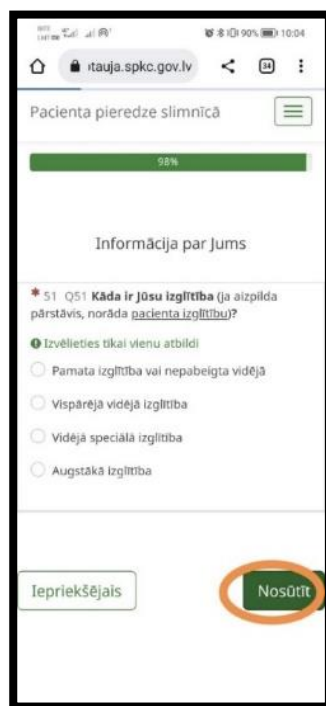 90% 10:04
itauja.spkc.gov.lv 34
Pacienta pieredze slimnīcā
98%
Informācija par Jums
* 51 Q51 Kāda ir Jūsu izglītība (ja aizpilda
pārstāvis, norāda pacienta izglītību)?
Izvēlieties tikai vienu atbildi
Pamata izglītība vai nepabeigta vidējā
Vispārējā vidējā izglītība
Vidējā speciālā izglītība
Augstākā izglītība
Iepriekšējais Nosūtīt